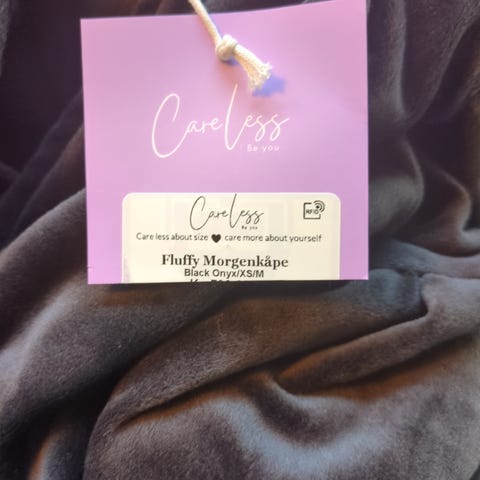 CareLess
Be you
CareLess
Be you
RFID
Care less about size ♥ care more about yourself
Fluffy Morgenkåpe
Black Onyx/XS/M